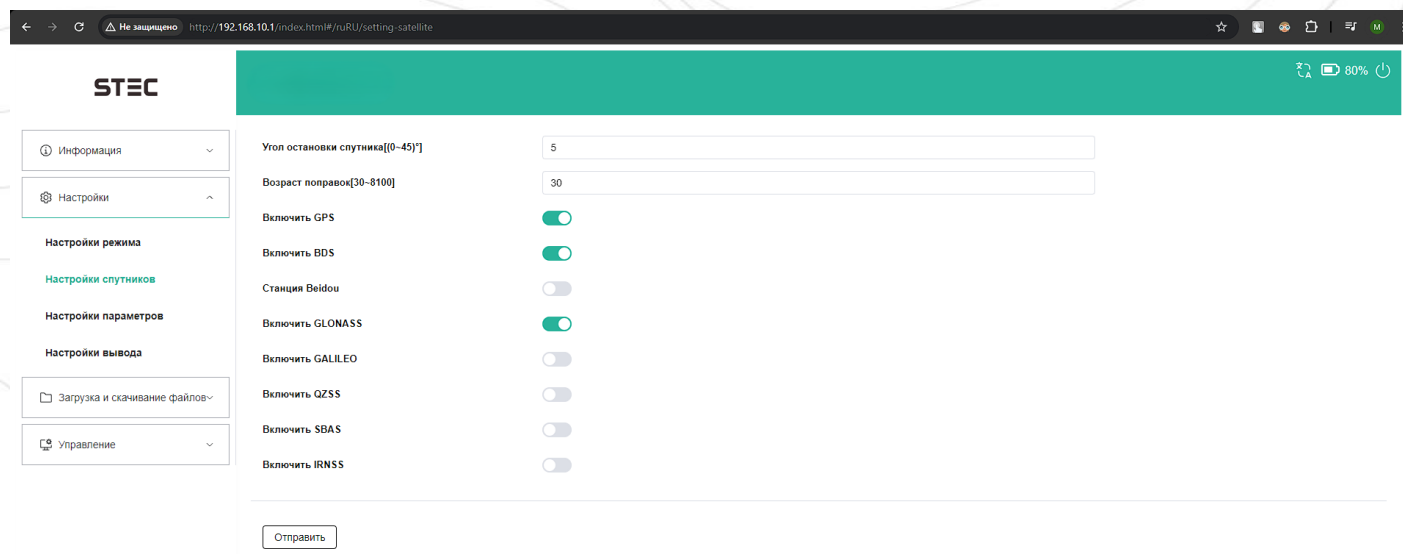 Не защищено http://192.168.10.1/index.html#/ruRU/setting-satellite
M
STEC
80%
Информация
Настройки
Настройки режима
Настройки спутников
Настройки параметров
Настройки вывода
Загрузка и скачивание файлов
Управление
Угол остановки спутника[(0~45)°] 5
Возраст поправок[30~8100] 30
Включить GPS
Включить BDS
Станция Beidou
Включить GLONASS
Включить GALILEO
Включить QZSS
Включить SBAS
Включить IRNSS
Отправить